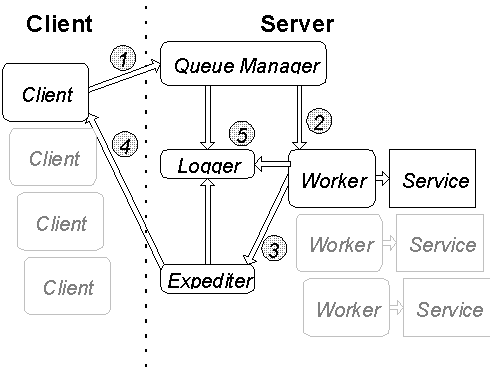 Client
Server
1
Queue Manager
Client
4
5
2
Client
Logger
Worker
Service
Client
3
Worker
Service
Client
Expediter
Worker
Service